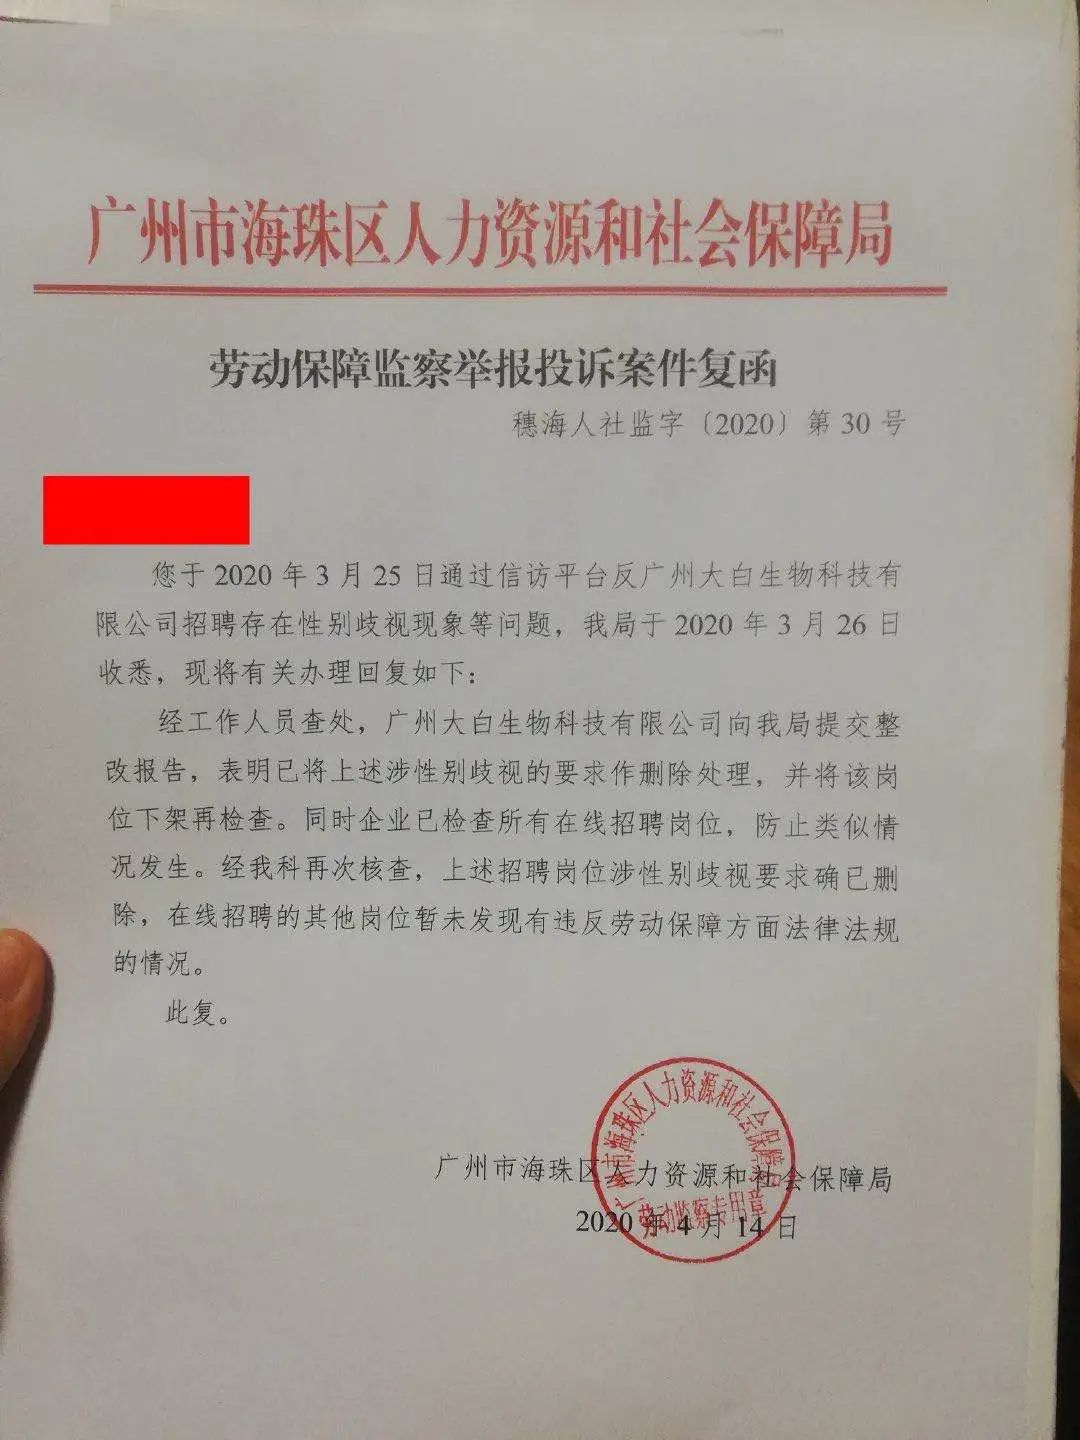 广州市海珠区人力资源和社会保障局
劳动保障监察举报投诉案件复函
穗海人社监字〔2020〕第30号
您于2020年3月25日通过信访平台反广州大白生物科技有
限公司招聘存在性别歧视现象等问题，我局于2020年3月26日
收悉，现将有关办理回复如下：
经工作人员查处，广州大白生物科技有限公司向我局提交整
改报告，表明已将上述涉性别歧视的要求作删除处理，并将该岗
位下架再检查。同时企业已检查所有在线招聘岗位，防止类似情
况发生。经我科再次核查，上述招聘岗位涉性别歧视要求确已删
除，在线招聘的其他岗位暂未发现有违反劳动保障方面法律法规
的情况。
此复。
广州市海珠区人力资源和社会保障局
2020年4月14日
广州市海珠区人力资源和社会保障局
劳动监察专用章